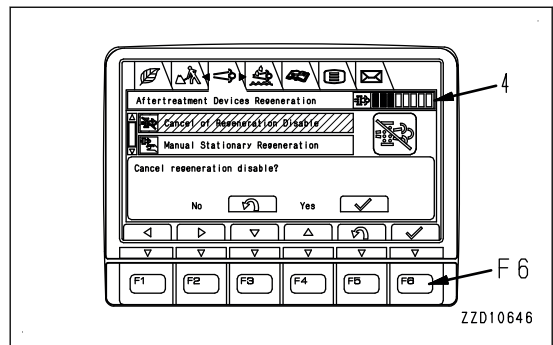 4
Aftertreatment Devices Regeneration
Cancel of Regeneration Disable
Manual Stationary Regeneration
Cancel regeneration disable?
No Yes
F1 F2 F3 F4 F5 F6
F6
ZZD10646